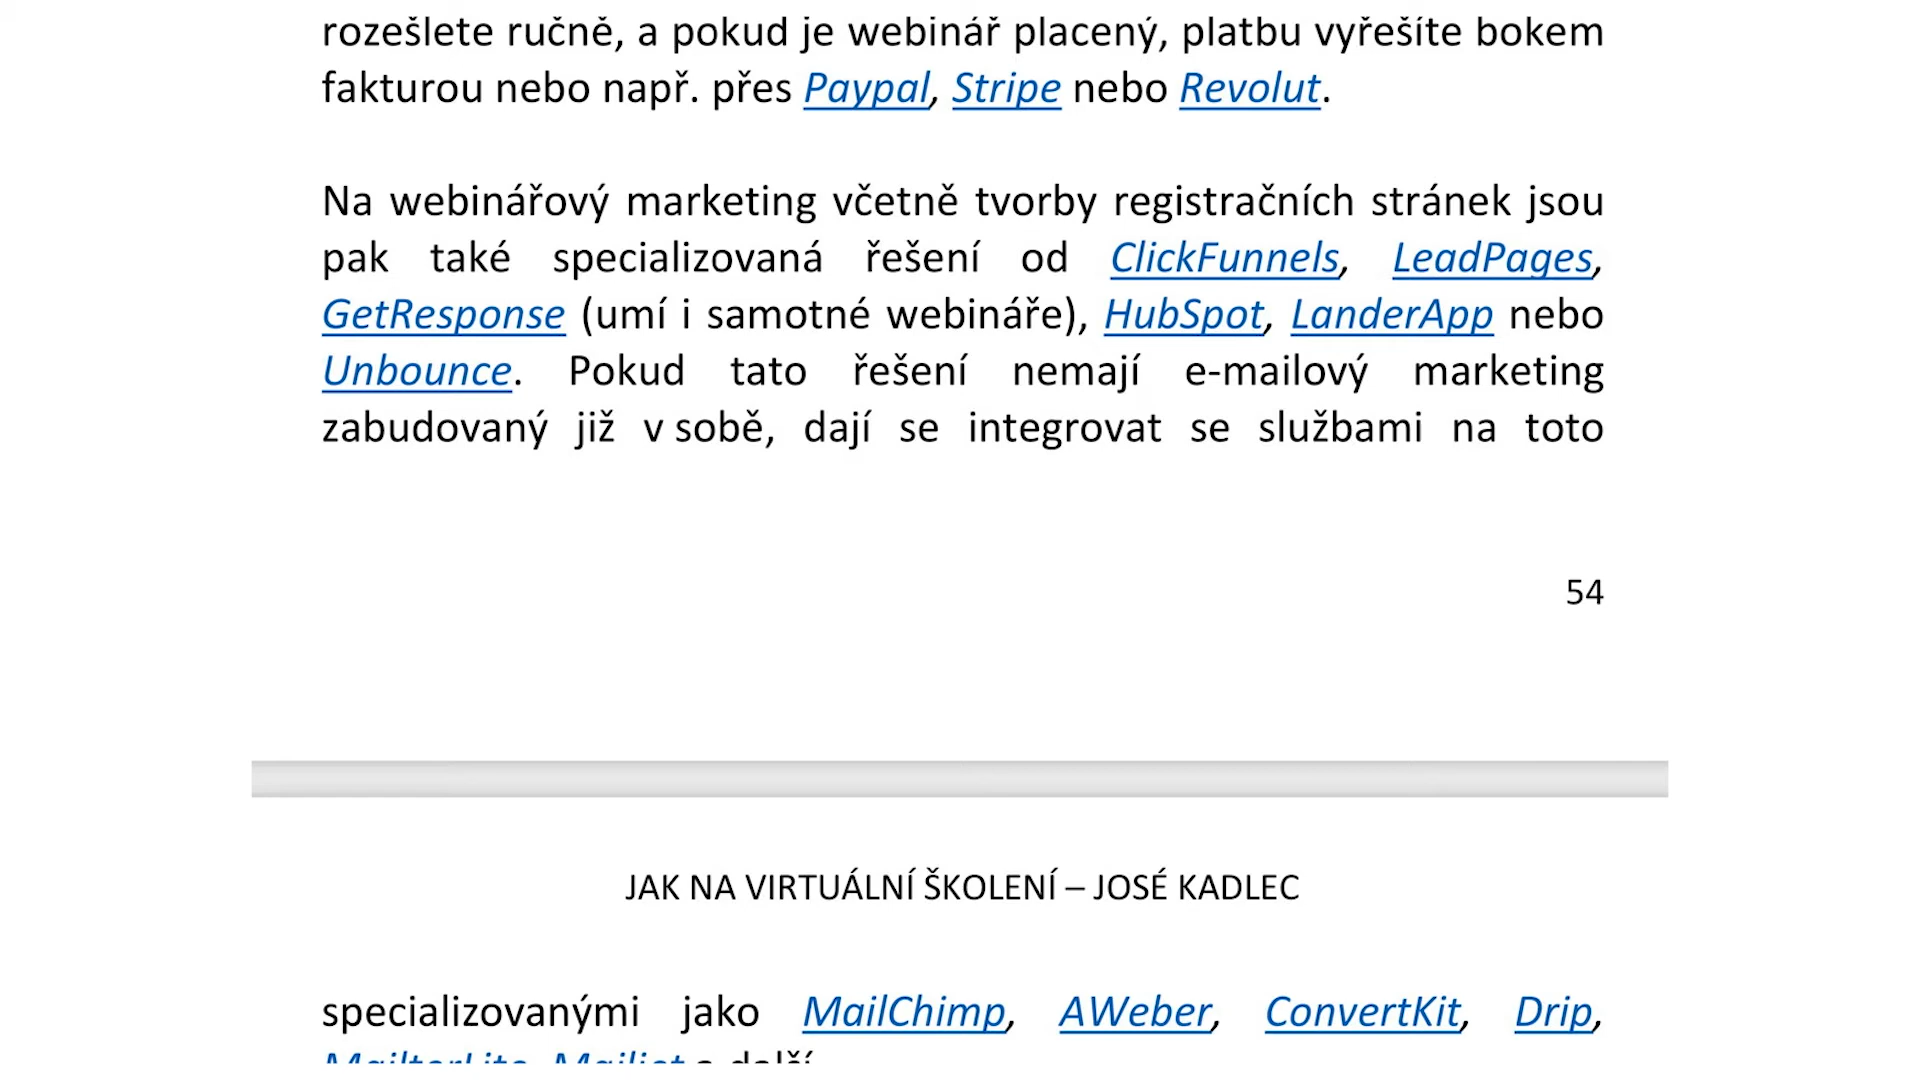 rozešlete ručně, a pokud je webinář placený, platbu vyřešíte bokem
fakturou nebo např. přes Paypal, Stripe nebo Revolut.
Na webinářový marketing včetně tvorby registračních stránek jsou
pak také specializovaná řešení od ClickFunnels, LeadPages,
GetResponse (umí i samotné webináře), HubSpot, LanderApp nebo
Unbounce. Pokud tato řešení nemají e-mailový marketing
zabudovaný již v sobě, dají se integrovat se službami na toto
54
JAK NA VIRTUÁLNÍ ŠKOLENÍ – JOSÉ KADLEC
specializovanými jako MailChimp, AWeber, ConvertKit, Drip,
a další